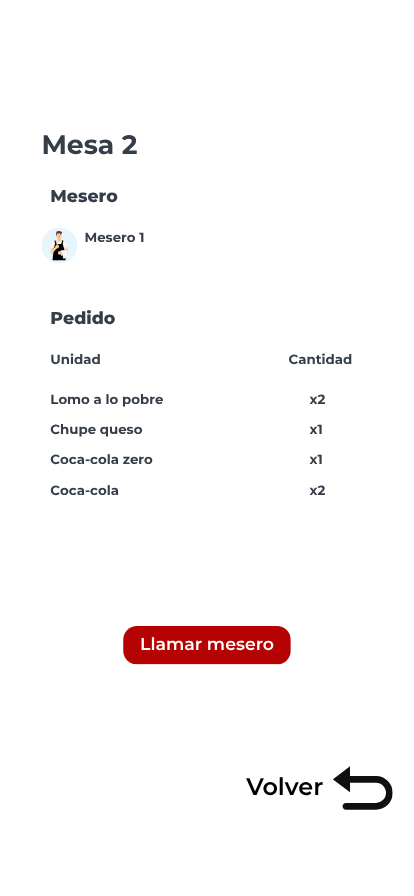 Mesa 2
Mesero
Mesero 1
Pedido
Unidad Cantidad
Lomo a lo pobre x2
Chupe queso x1
Coca-cola zero x1
Coca-cola x2
Llamar mesero
Volver